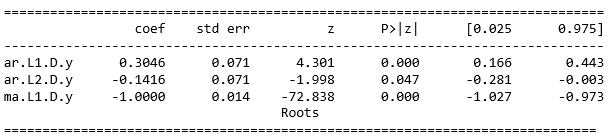 ==============================================================================
                 coef    std err          z      P>|z|      [0.025      0.975]
------------------------------------------------------------------------------
ar.L1.D.y      0.3046      0.071      4.301      0.000       0.166       0.443
ar.L2.D.y     -0.1416      0.071     -1.998      0.047      -0.281      -0.003
ma.L1.D.y     -1.0000      0.014    -72.838      0.000      -1.027      -0.973
                                    Roots
==============================================================================